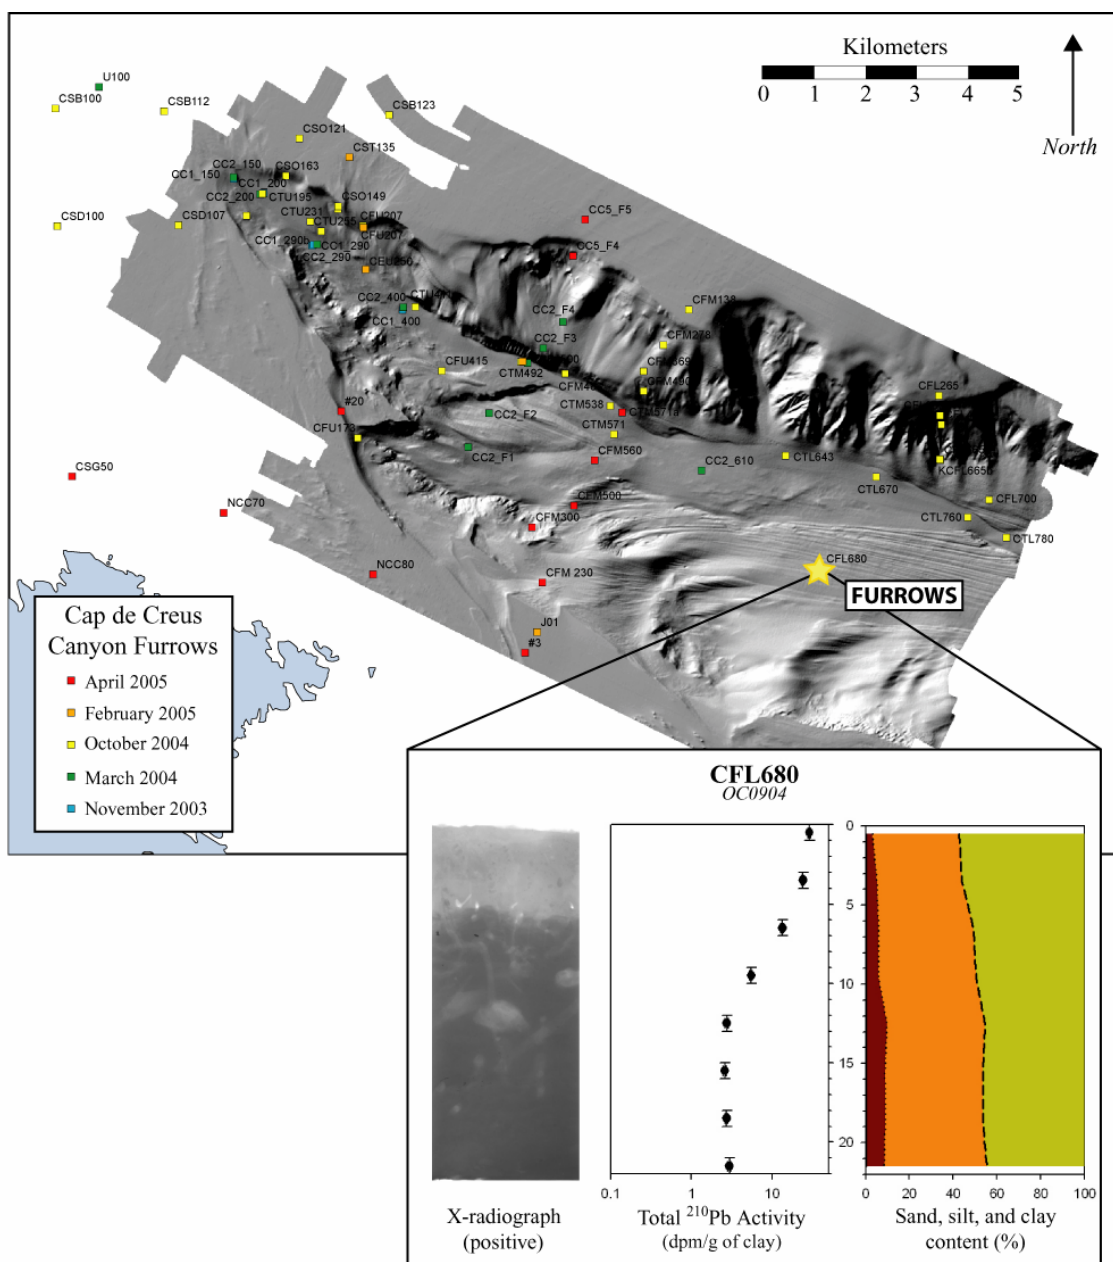 Kilometers
0 1 2 3 4 5
North
U100
CSB100
CSB112
CSB123
CSO121
CST135
CC2_150
CC1_150
CSO163
CC1_200
CC2_200
CTU195
CSO149
CSD100
CSD107
CTU231
CTU255
CFU207
CFU207
CC1_290b
CC1_290
CC2_290
CC5_F5
CC5_F4
CC2_400
CC1_400
CC2_F4
CFM138
CC2_F3
CFM278
CFU415
CTM492
CFL265
#20
CTM538
CTM571a
CFU173
CC2_F2
CTM571
CC2_F1
CFM560
CC2_610
CTL643
KCFL665b
CSG50
CTL670
NCC70
CFM500
CFL700
CFM300
CTL760
CTL780
NCC80
CFM 230
CFL680
FURROWS
J01
#3
Cap de Creus
Canyon Furrows
April 2005
February 2005
October 2004
March 2004
November 2003
CFL680
OC0904
0
5
10
15
20
0.1 1 10
0 20 40 60 80 100
X-radiograph
(positive)
Total 210Pb Activity
(dpm/g of clay)
Sand, silt, and clay
content (%)